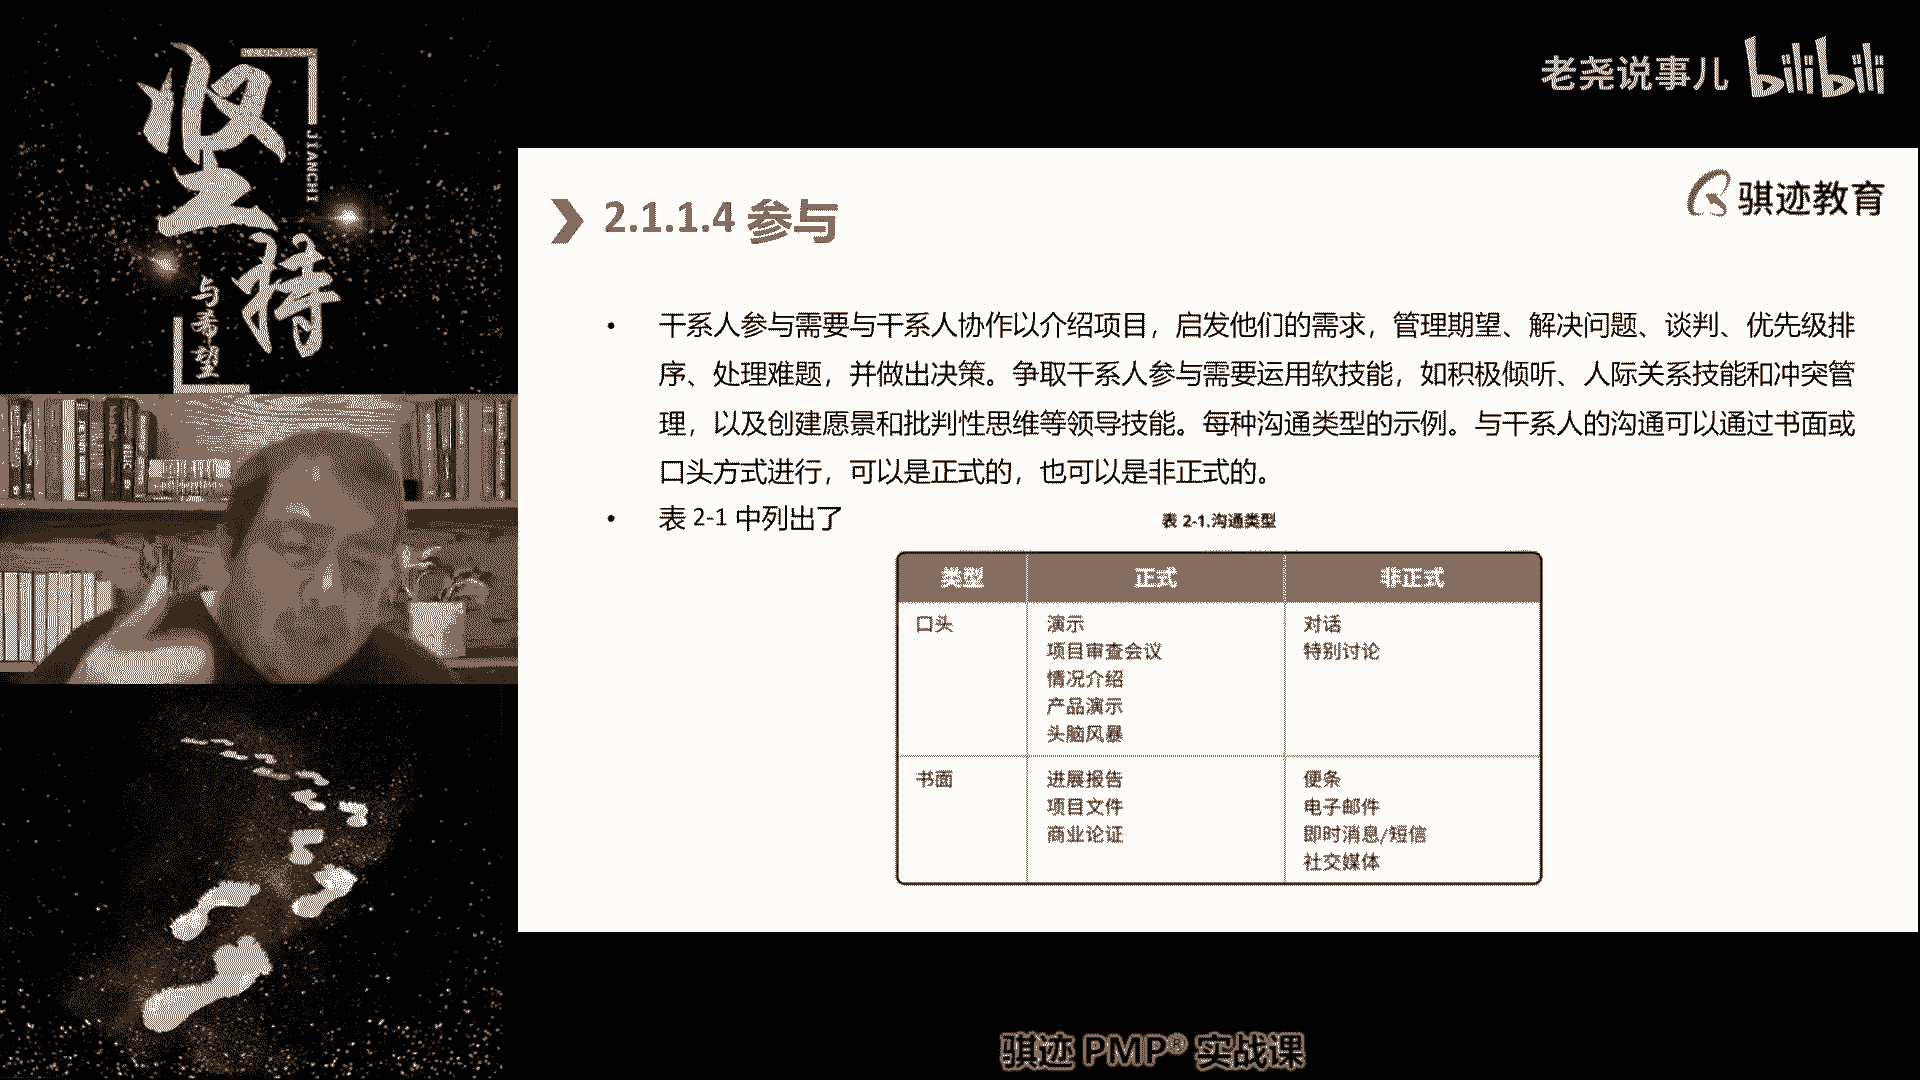 坚持
JIANCHI
与希望
老尧说事儿 bilibili
骐迹教育
2.1.1.4 参与
• 干系人参与需要与干系人协作以介绍项目，启发他们的需求，管理期望、解决问题、谈判、优先级排
序、处理难题，并做出决策。争取干系人参与需要运用软技能，如积极倾听、人际关系技能和冲突管
理，以及创建愿景和批判性思维等领导技能。每种沟通类型的示例。与干系人的沟通可以通过书面或
口头方式进行，可以是正式的，也可以是非正式的。
• 表 2-1 中列出了
表 2-1.沟通类型
类型 正式 非正式
口头 演示 对话
项目审查会议 特别讨论
情况介绍
产品演示
头脑风暴
书面 进展报告 便条
项目文件 电子邮件
商业论证 即时消息/短信
社交媒体
骐迹 PMP® 实战课